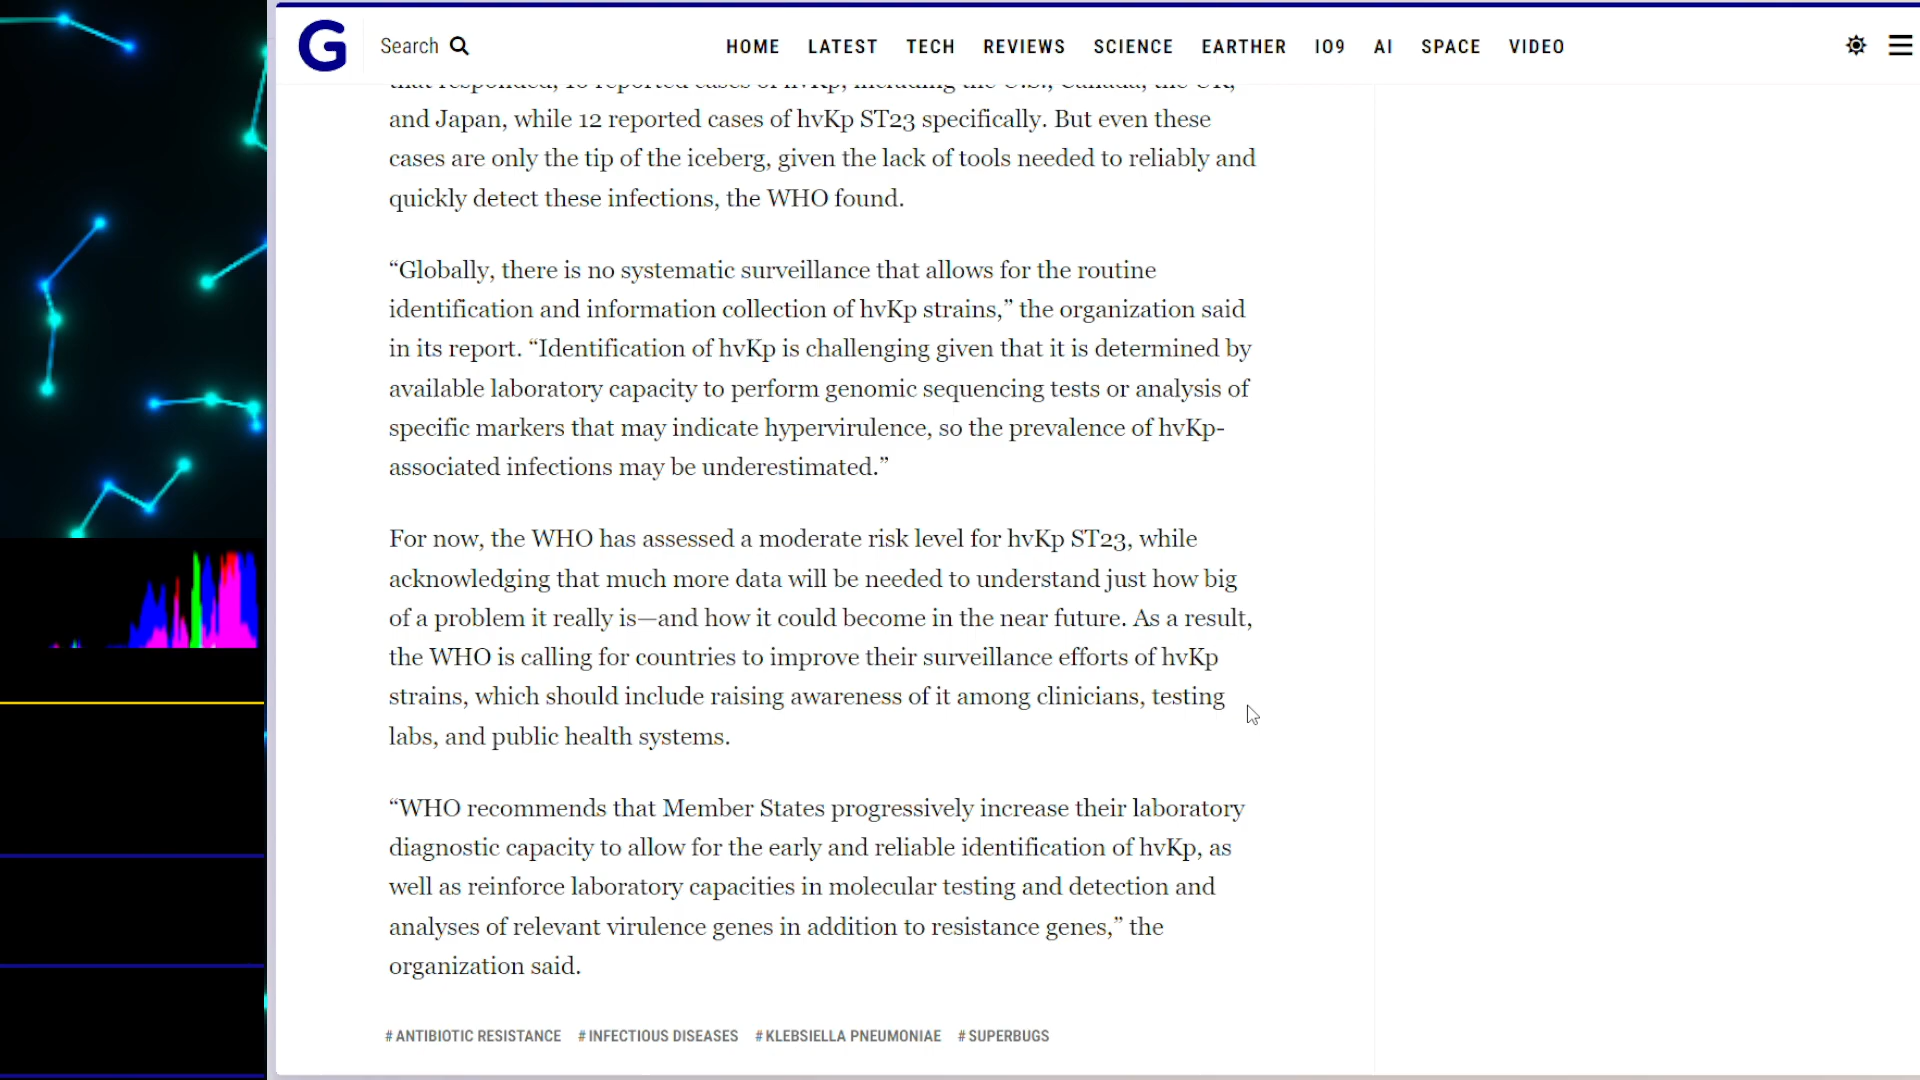 G
Search
HOME LATEST TECH REVIEWS SCIENCE EARTHER IO9 AI SPACE VIDEO
that responded, 16 reported cases of hvKp, including the U.S., Canada, the UK,
and Japan, while 12 reported cases of hvKp ST23 specifically. But even these
cases are only the tip of the iceberg, given the lack of tools needed to reliably and
quickly detect these infections, the WHO found.
“Globally, there is no systematic surveillance that allows for the routine
identification and information collection of hvKp strains,” the organization said
in its report. “Identification of hvKp is challenging given that it is determined by
available laboratory capacity to perform genomic sequencing tests or analysis of
specific markers that may indicate hypervirulence, so the prevalence of hvKp-
associated infections may be underestimated.”
For now, the WHO has assessed a moderate risk level for hvKp ST23, while
acknowledging that much more data will be needed to understand just how big
of a problem it really is—and how it could become in the near future. As a result,
the WHO is calling for countries to improve their surveillance efforts of hvKp
strains, which should include raising awareness of it among clinicians, testing
labs, and public health systems.
“WHO recommends that Member States progressively increase their laboratory
diagnostic capacity to allow for the early and reliable identification of hvKp, as
well as reinforce laboratory capacities in molecular testing and detection and
analyses of relevant virulence genes in addition to resistance genes,” the
organization said.
#ANTIBIOTIC RESISTANCE #INFECTIOUS DISEASES #KLEBSIELLA PNEUMONIAE #SUPERBUGS